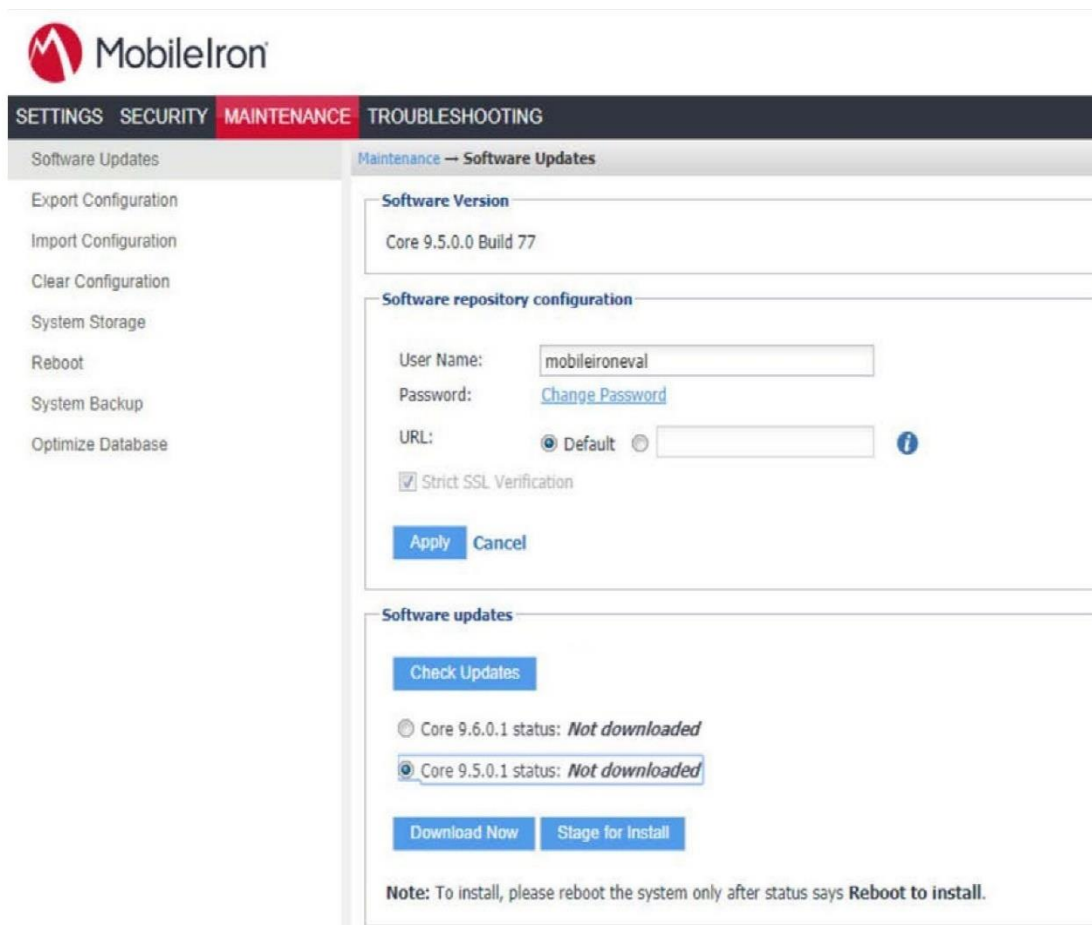 MobileIron
SETTINGS SECURITY MAINTENANCE TROUBLESHOOTING
Software Updates
Export Configuration
Import Configuration
Clear Configuration
System Storage
Reboot
System Backup
Optimize Database
Maintenance → Software Updates
Software Version
Core 9.5.0.0 Build 77
Software repository configuration
User Name: mobileironeval
Password: Change Password
URL: Default
Strict SSL Verification
Apply Cancel
Software updates
Check Updates
Core 9.6.0.1 status: Not downloaded
Core 9.5.0.1 status: Not downloaded
Download Now Stage for Install
Note: To install, please reboot the system only after status says Reboot to install.